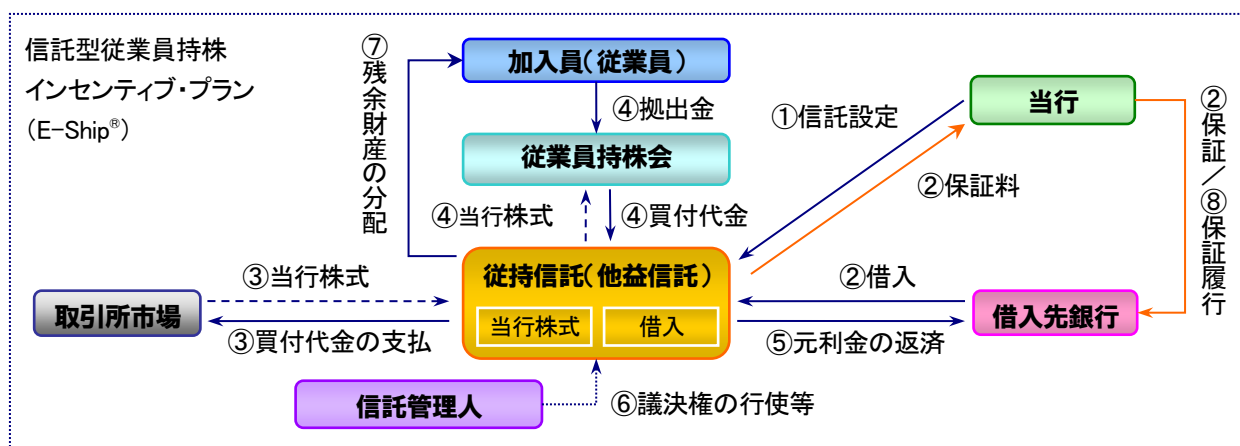 信託型従業員持株
インセンティブ・プラン
(E-Ship®)
⑦残余財産の分配
加入員(従業員)
④拠出金
従業員持株会
④当行株式
④買付代金
①信託設定
当行
②保証料
②保証/⑧保証履行
従持信託(他益信託)
当行株式
借入
③当行株式
取引所市場
③買付代金の支払
②借入
借入先銀行
⑤元利金の返済
信託管理人
⑥議決権の行使等